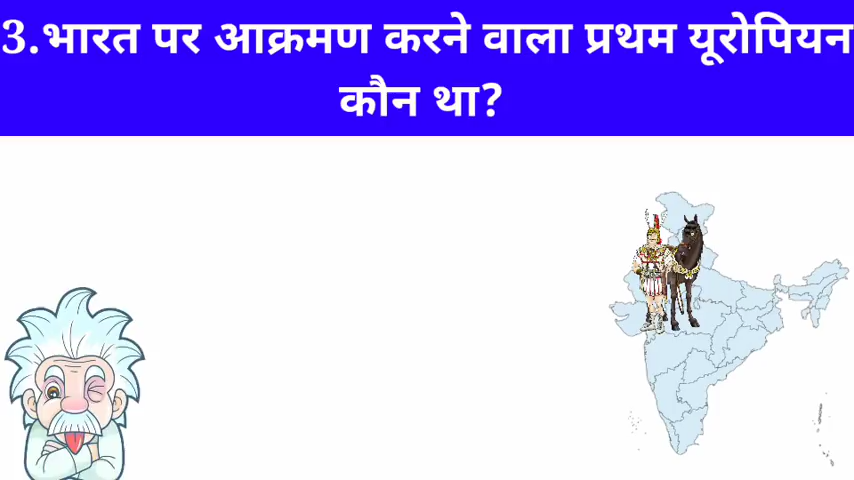 3.भारत पर आक्रमण करने वाला प्रथम यूरोपियन
कौन था?